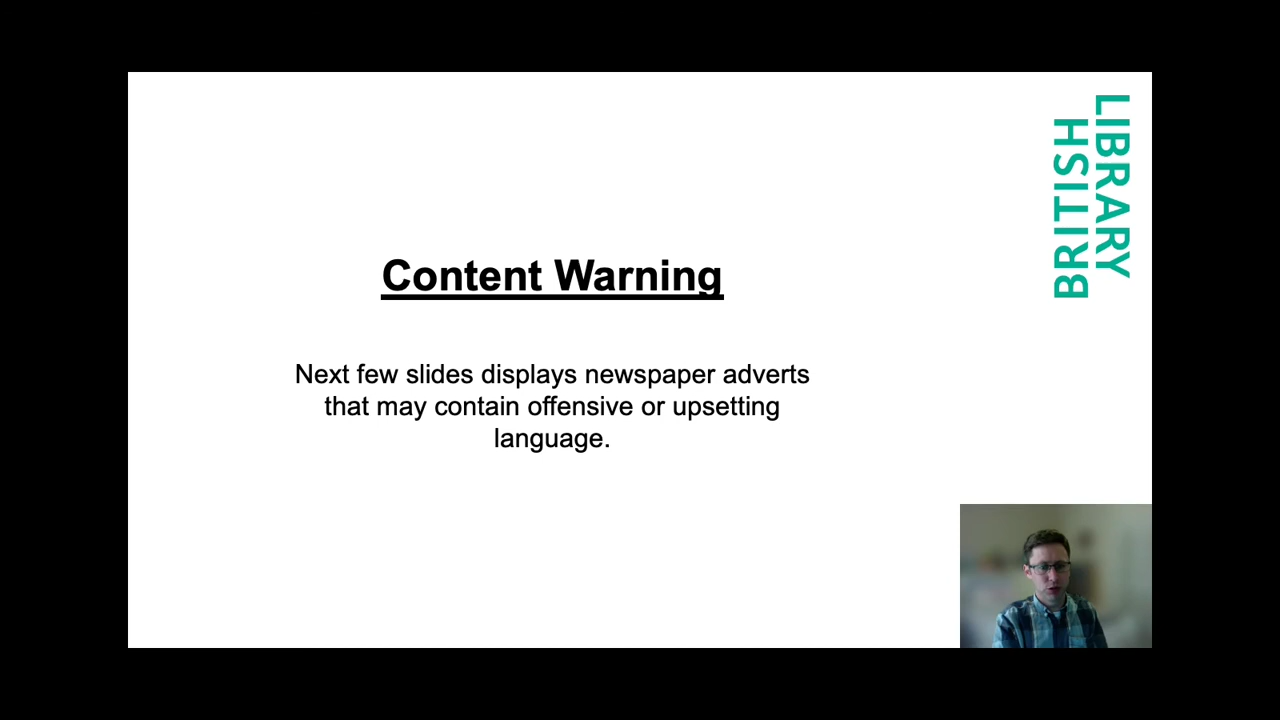 LIBRARY
BRITISH
Content Warning
Next few slides displays newspaper adverts
that may contain offensive or upsetting
language.